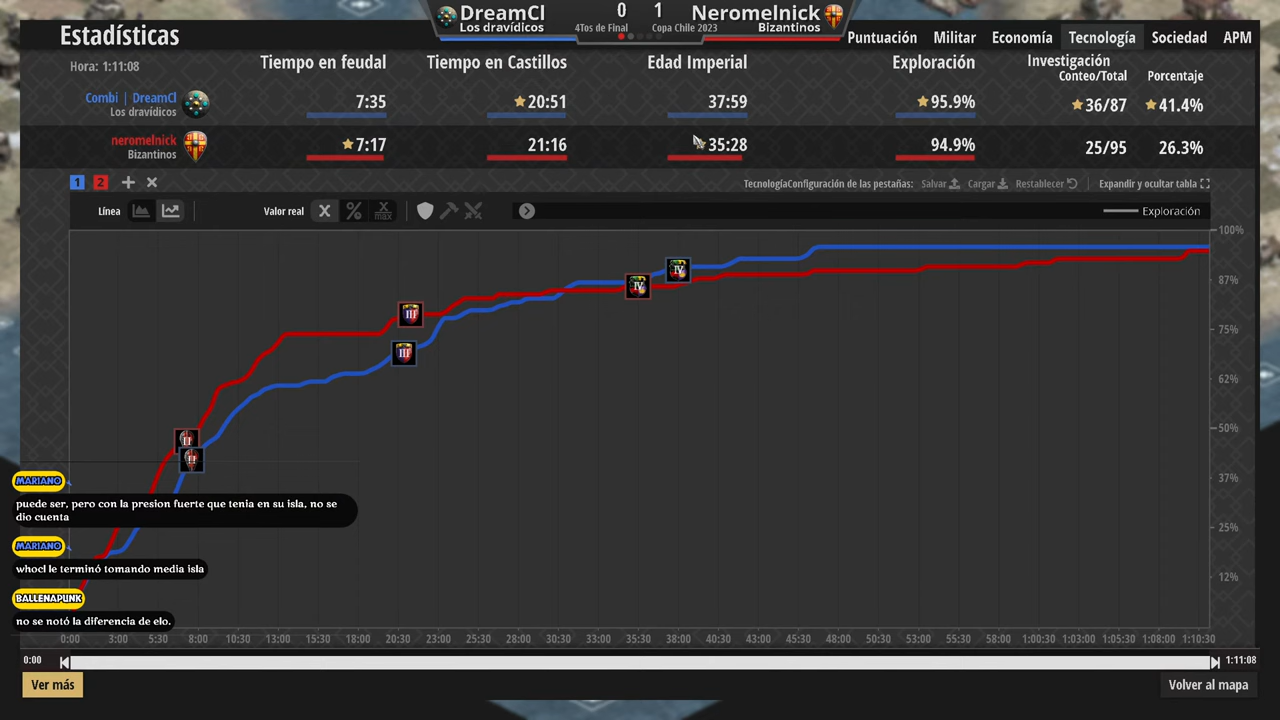 DreamCl
Los dravídicos
0 1
4Tos de Final Copa Chile 2023
Neromelnick
Bizantinos
Estadísticas
Puntuación Militar Economía Tecnología Sociedad APM
Hora: 1:11:08
Tiempo en feudal Tiempo en Castillos Edad Imperial Exploración Investigación Conteo/Total Porcentaje
Combi | DreamCl
Los dravídicos
7:35 20:51 37:59 95.9% 36/87 41.4%
neromelnick
Bizantinos
7:17 21:16 35:28 94.9% 25/95 26.3%
1 2
TecnologíaConfiguración de las pestañas: Salvar Cargar Restablecer Expandir y ocultar tabla
Línea Valor real X % X max Exploración
100%
87%
75%
62%
50%
37%
25%
12%
II
II
III
III
IV
IV
MARIANO
puede ser, pero con la presion fuerte que tenia en su isla, no se
dio cuenta
MARIANO
whocl le terminó tomando media isla
BALLENAPUNK
no se notó la diferencia de elo.
0:00 3:00 5:30 8:00 10:30 13:00 15:30 18:00 20:30 23:00 25:30 28:00 30:30 33:00 35:30 38:00 40:30 43:00 45:30 48:00 50:30 53:00 55:30 58:00 1:00:30 1:03:00 1:05:30 1:08:00 1:10:30
0:00 1:11:08
Ver más Volver al mapa